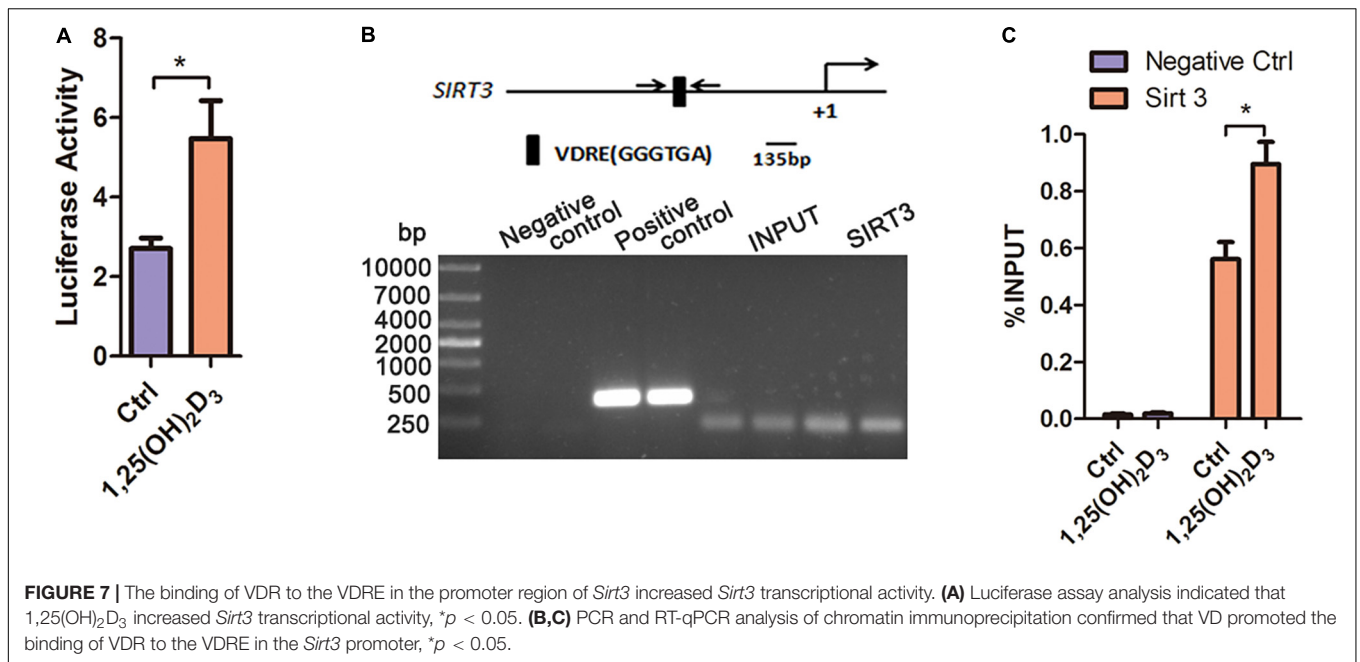 A
8
6
4
2
0
Luciferase Activity
*
Ctrl
1,25(OH)₂D₃
B
SIRT3
+1
VDRE(GGGTGA)
135bp
bp
Negative control
Positive control
INPUT
SIRT3
10000
7000
4000
2000
1000
500
250
C
Negative Ctrl
Sirt 3
*
1.0
0.8
0.6
0.4
0.2
0.0
%INPUT
Ctrl
1,25(OH)₂D₃
Ctrl
1,25(OH)₂D₃
FIGURE 7 | The binding of VDR to the VDRE in the promoter region of Sirt3 increased Sirt3 transcriptional activity. (A) Luciferase assay analysis indicated that
1,25(OH)₂D₃ increased Sirt3 transcriptional activity, *p < 0.05. (B,C) PCR and RT-qPCR analysis of chromatin immunoprecipitation confirmed that VD promoted the
binding of VDR to the VDRE in the Sirt3 promoter, *p < 0.05.